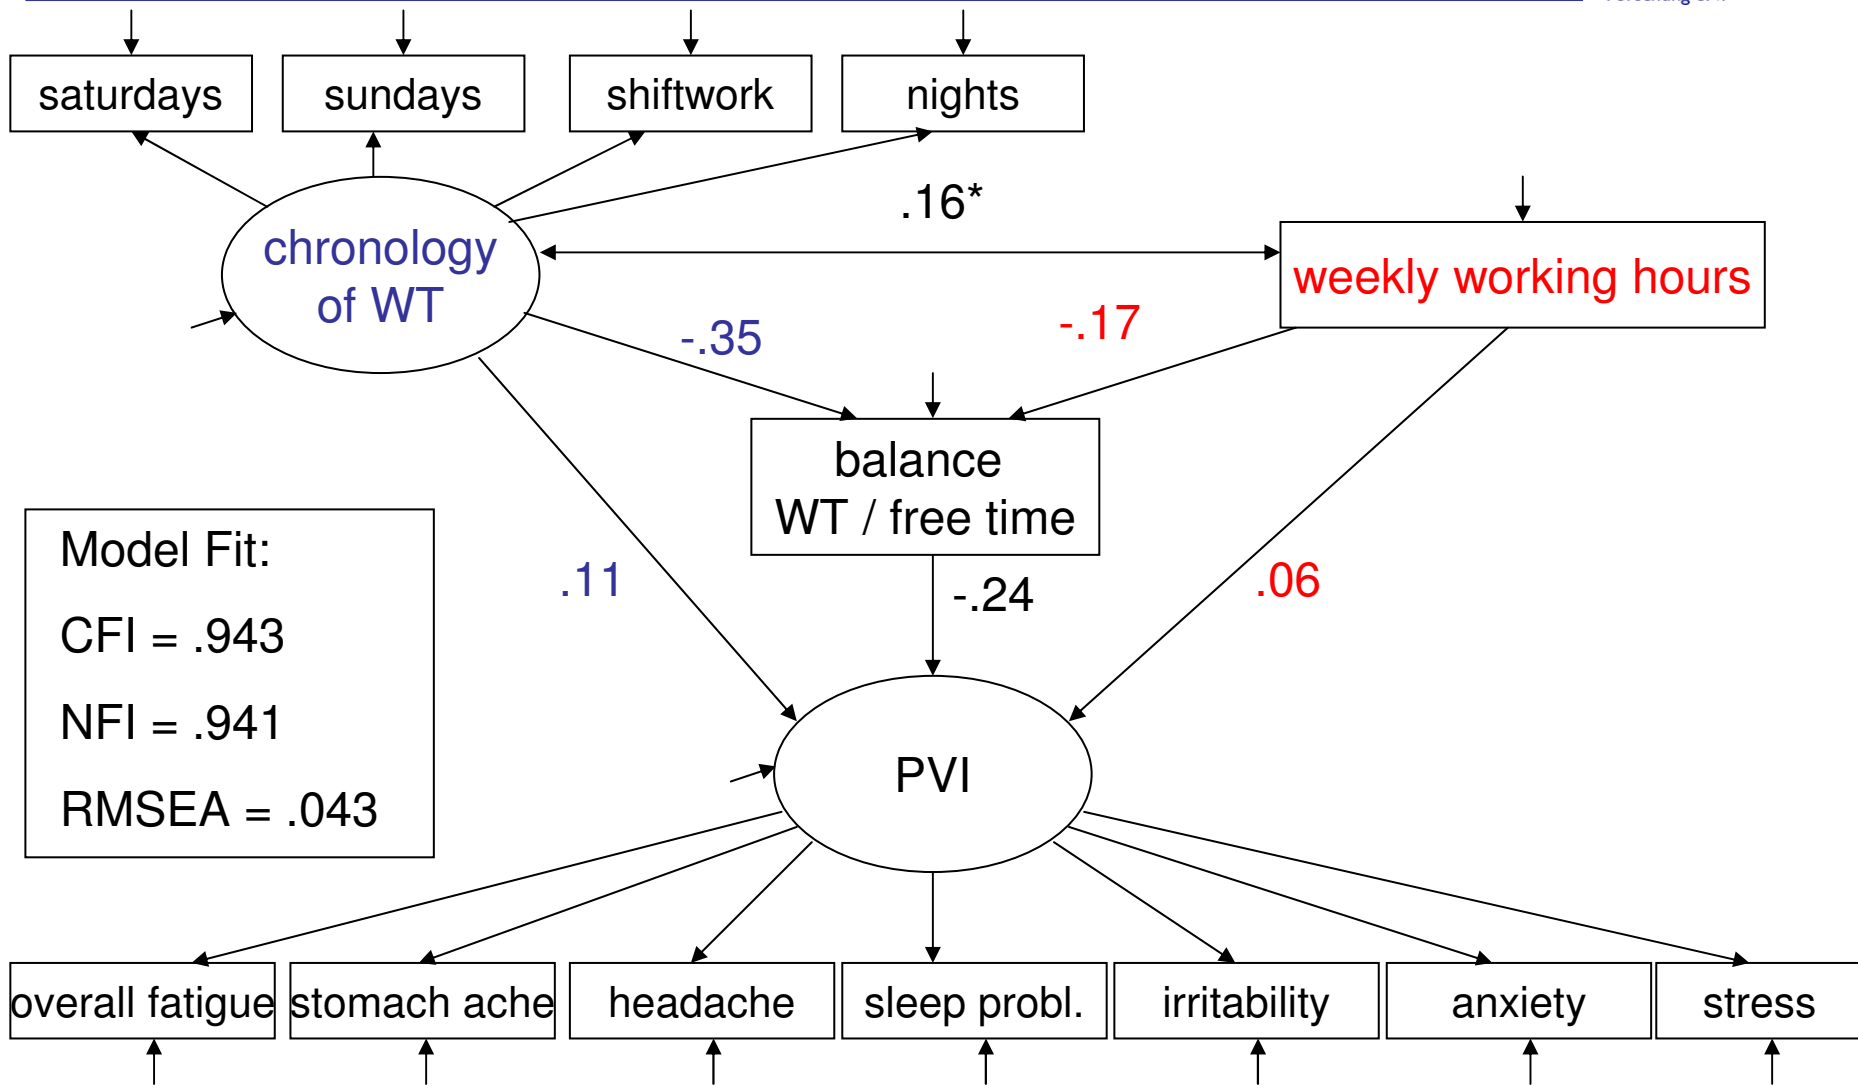 saturdays
sundays
shiftwork
nights
.16*
chronology
of WT
weekly working hours
-.35
-.17
balance
WT / free time
Model Fit:
CFI = .943
NFI = .941
RMSEA = .043
.11
-.24
.06
PVI
overall fatigue
stomach ache
headache
sleep probl.
irritability
anxiety
stress